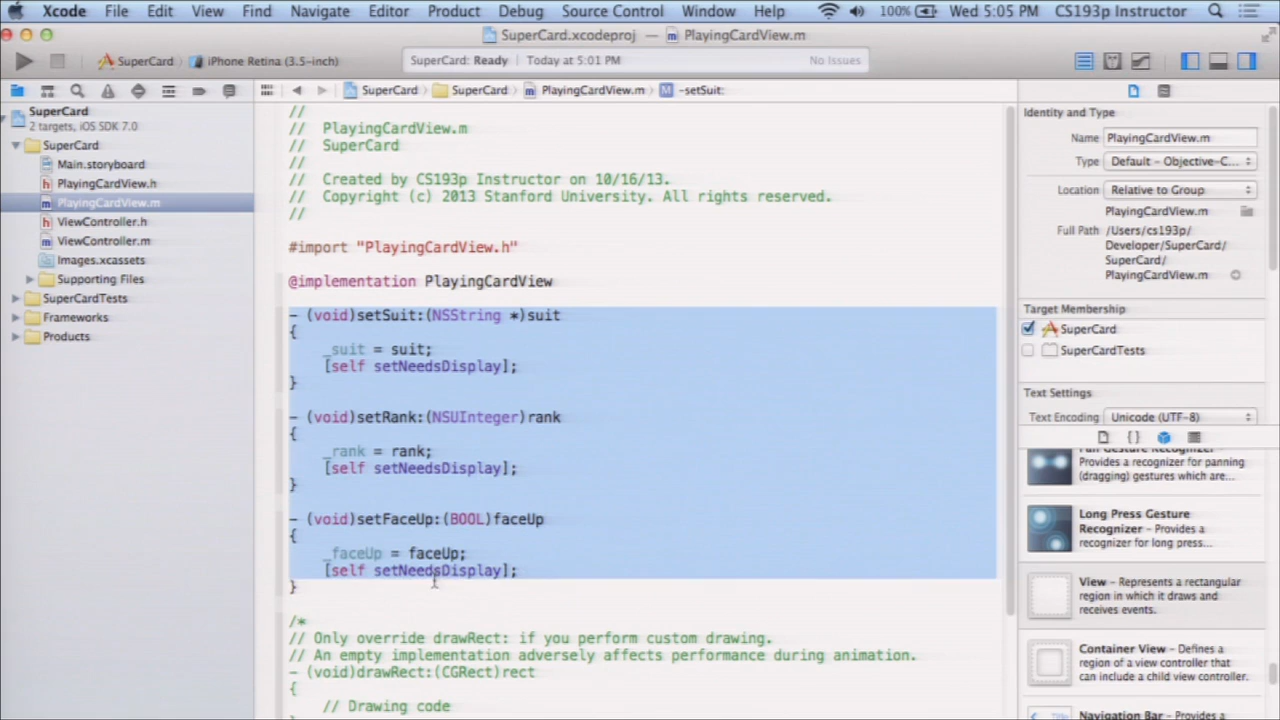 Xcode File Edit View Find Navigate Editor Product Debug Source Control Window Help 100% Wed 5:05 PM CS193p Instructor
SuperCard.xcodeproj — PlayingCardView.m
SuperCard iPhone Retina (3.5-inch) SuperCard: Ready Today at 5:01 PM No Issues
SuperCard SuperCard PlayingCardView.m -setSuit:
SuperCard
2 targets, iOS SDK 7.0
SuperCard
Main.storyboard
PlayingCardView.h
PlayingCardView.m
ViewController.h
ViewController.m
Images.xcassets
Supporting Files
SuperCardTests
Frameworks
Products
//
// PlayingCardView.m
// SuperCard
//
// Created by CS193p Instructor on 10/16/13.
// Copyright (c) 2013 Stanford University. All rights reserved.
//
#import "PlayingCardView.h"
@implementation PlayingCardView
- (void)setSuit:(NSString *)suit
{
_suit = suit;
[self setNeedsDisplay];
}
- (void)setRank:(NSUInteger)rank
{
_rank = rank;
[self setNeedsDisplay];
}
- (void)setFaceUp:(BOOL)faceUp
{
_faceUp = faceUp;
[self setNeedsDisplay];
}
/*
// Only override drawRect: if you perform custom drawing.
// An empty implementation adversely affects performance during animation.
- (void)drawRect:(CGRect)rect
{
// Drawing code
Identity and Type
Name PlayingCardView.m
Type Default - Objective-C...
Location Relative to Group
PlayingCardView.m
Full Path /Users/cs193p/
Developer/SuperCard/
SuperCard/
PlayingCardView.m
Target Membership
SuperCard
SuperCardTests
Text Settings
Text Encoding Unicode (UTF-8)
Pan Gesture Recognizer -
Provides a recognizer for panning
(dragging) gestures which are...
Long Press Gesture
Recognizer - Provides a
recognizer for long press...
View - Represents a rectangular
region in which it draws and
receives events.
Container View - Defines a
region of a view controller that
can include a child view controller.
Navigation Bar - Provides a